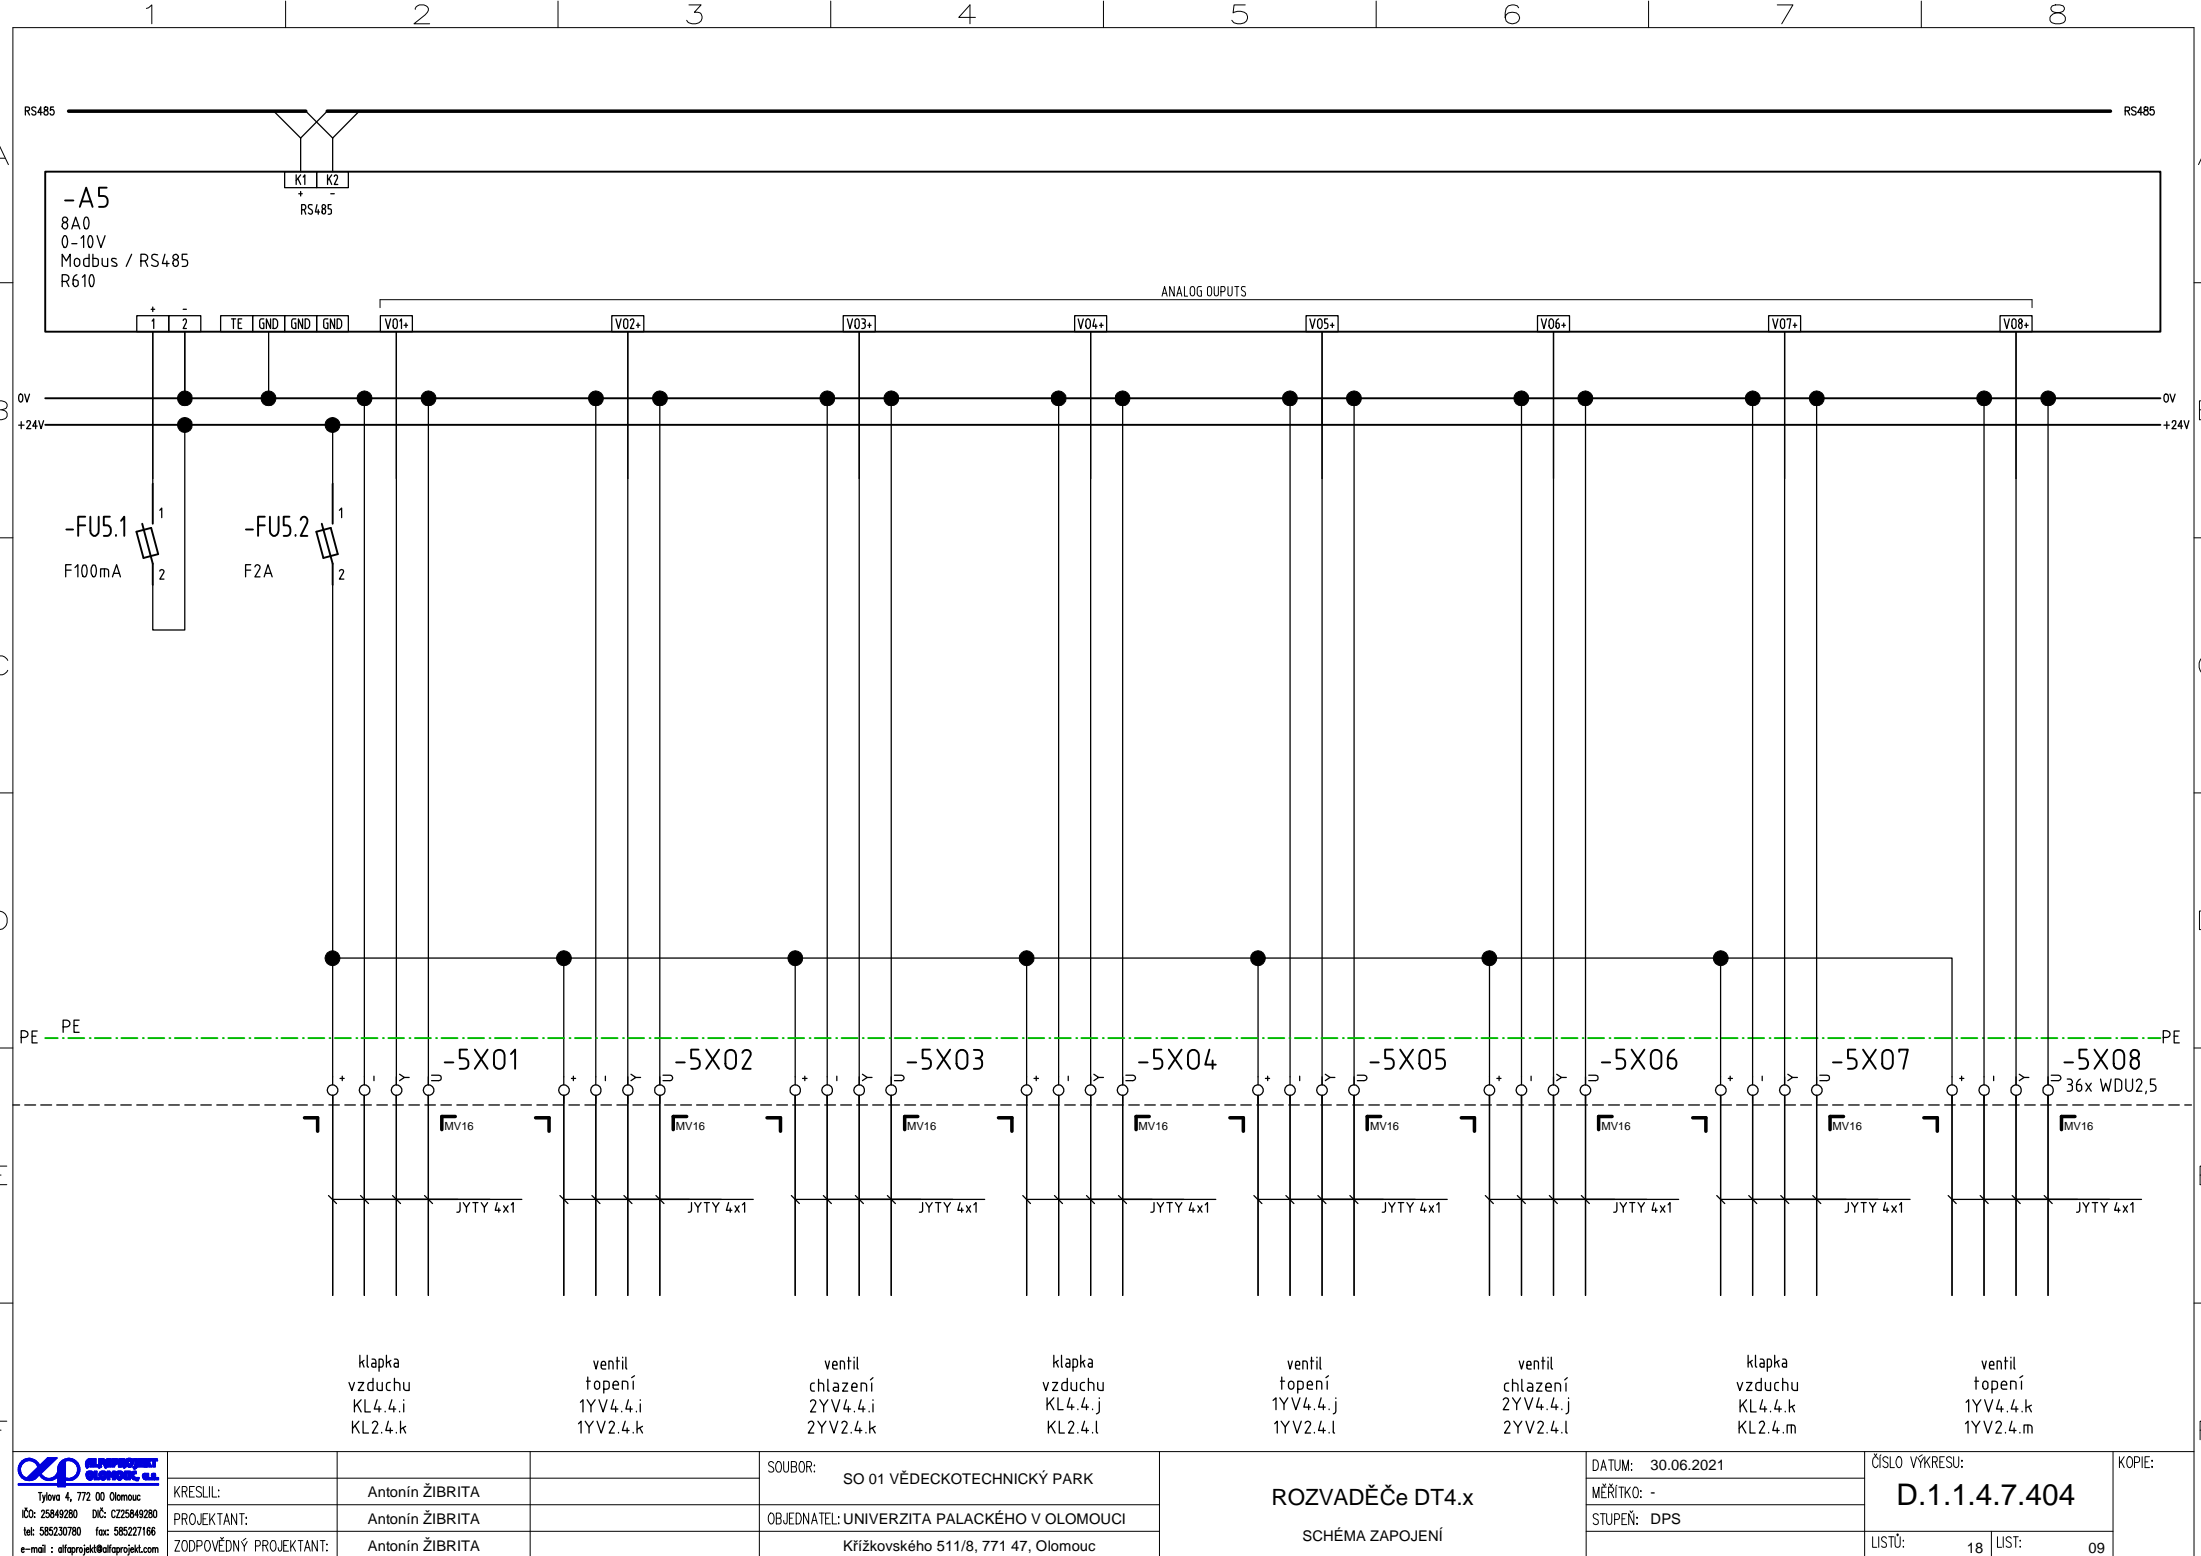 1 2 3 4 5 6 7 8
RS485 RS485
K1 K2
+ -
RS485
-A5
8AO
0-10V
Modbus / RS485
R610
ANALOG OUPUTS
+ -
1 2 TE GND GND GND VO1+ VO2+ VO3+ VO4+ VO5+ VO6+ VO7+ VO8+
0V 0V
+24V +24V
-FU5.1 1 -FU5.2 1
F100mA 2 F2A 2
PE PE PE
-5X01 -5X02 -5X03 -5X04 -5X05 -5X06 -5X07 -5X08
+ - Y U + - Y U + - Y U + - Y U + - Y U + - Y U + - Y U + - Y U
36x WDU2,5
MV16 MV16 MV16 MV16 MV16 MV16 MV16 MV16
JYTY 4x1 JYTY 4x1 JYTY 4x1 JYTY 4x1 JYTY 4x1 JYTY 4x1 JYTY 4x1 JYTY 4x1
klapka ventil ventil klapka ventil ventil klapka ventil
vzduchu topení chlazení vzduchu topení chlazení vzduchu topení
KL4.4.i 1YV4.4.i 2YV4.4.i KL4.4.j 1YV4.4.j 2YV4.4.j KL4.4.k 1YV4.4.k
KL2.4.k 1YV2.4.k 2YV2.4.k KL2.4.l 1YV2.4.l 2YV2.4.l KL2.4.m 1YV2.4.m
ALFAPROJEKT
OLOMOUC, a.s.
Tylova 4, 772 00 Olomouc
IČO: 25849280 DIČ: CZ25849280
tel: 585230780 fax: 585227166
e-mail : alfaprojekt@alfaprojekt.com
KRESLIL: Antonín ŽIBRITA
PROJEKTANT: Antonín ŽIBRITA
ZODPOVĚDNÝ PROJEKTANT: Antonín ŽIBRITA
SOUBOR: SO 01 VĚDECKOTECHNICKÝ PARK
OBJEDNATEL: UNIVERZITA PALACKÉHO V OLOMOUCI
Křížkovského 511/8, 771 47, Olomouc
ROZVADĚČe DT4.x
SCHÉMA ZAPOJENÍ
DATUM: 30.06.2021
MĚŘÍTKO: -
STUPEŇ: DPS
ČÍSLO VÝKRESU:
D.1.1.4.7.404
LISTŮ: 18 LIST: 09
KOPIE: